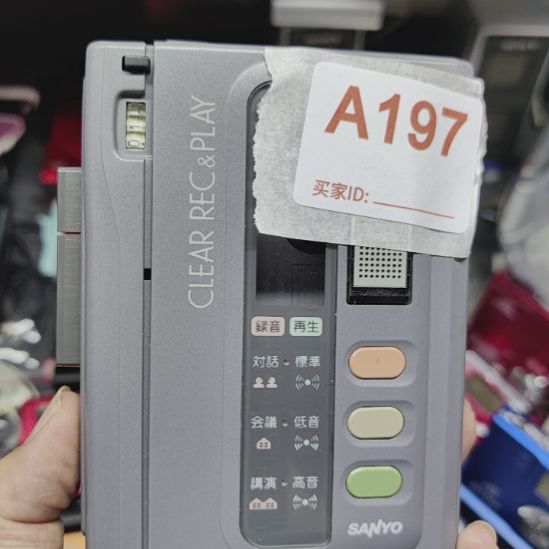 A197
买家ID:
CLEAR REC & PLAY
録音 再生
対話 標準
会議 低音
講演 高音
SANYO